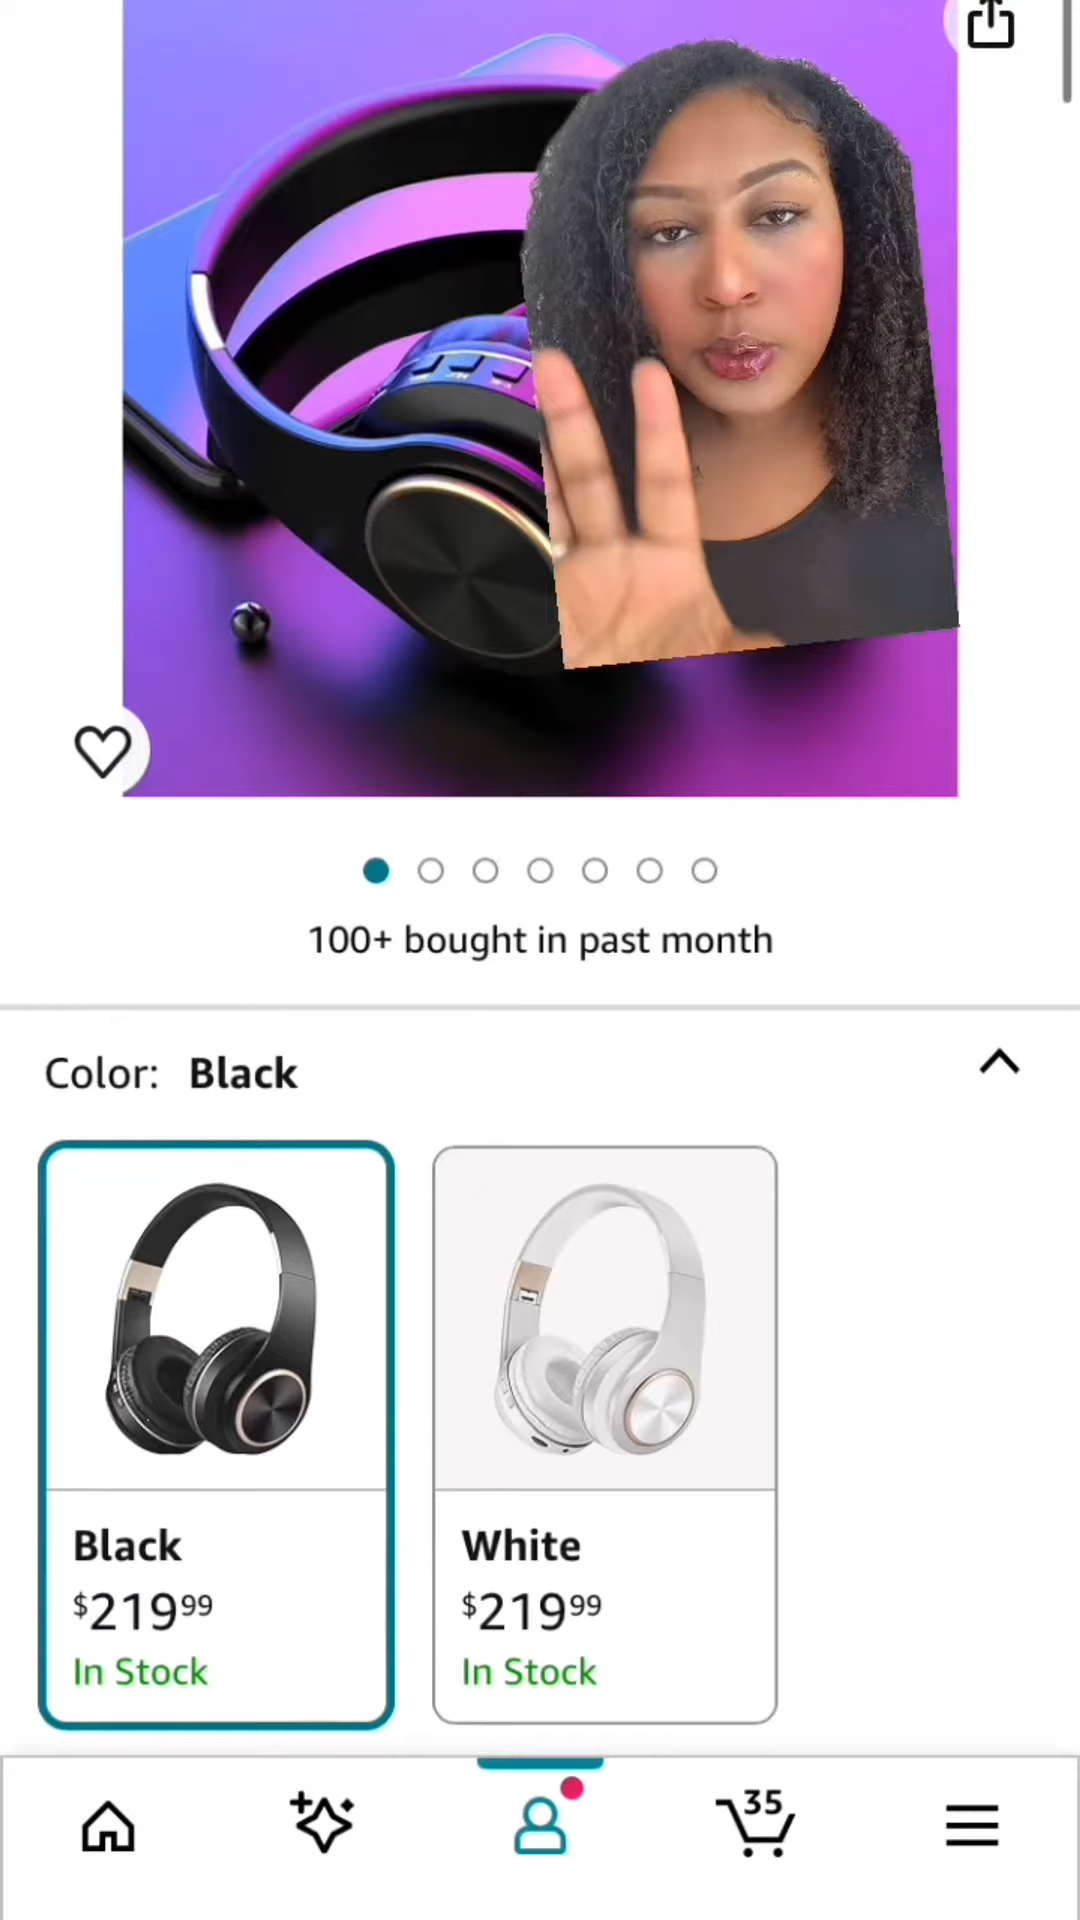 100+ bought in past month
Color: Black
Black
$219.99
In Stock
White
$219.99
In Stock
35